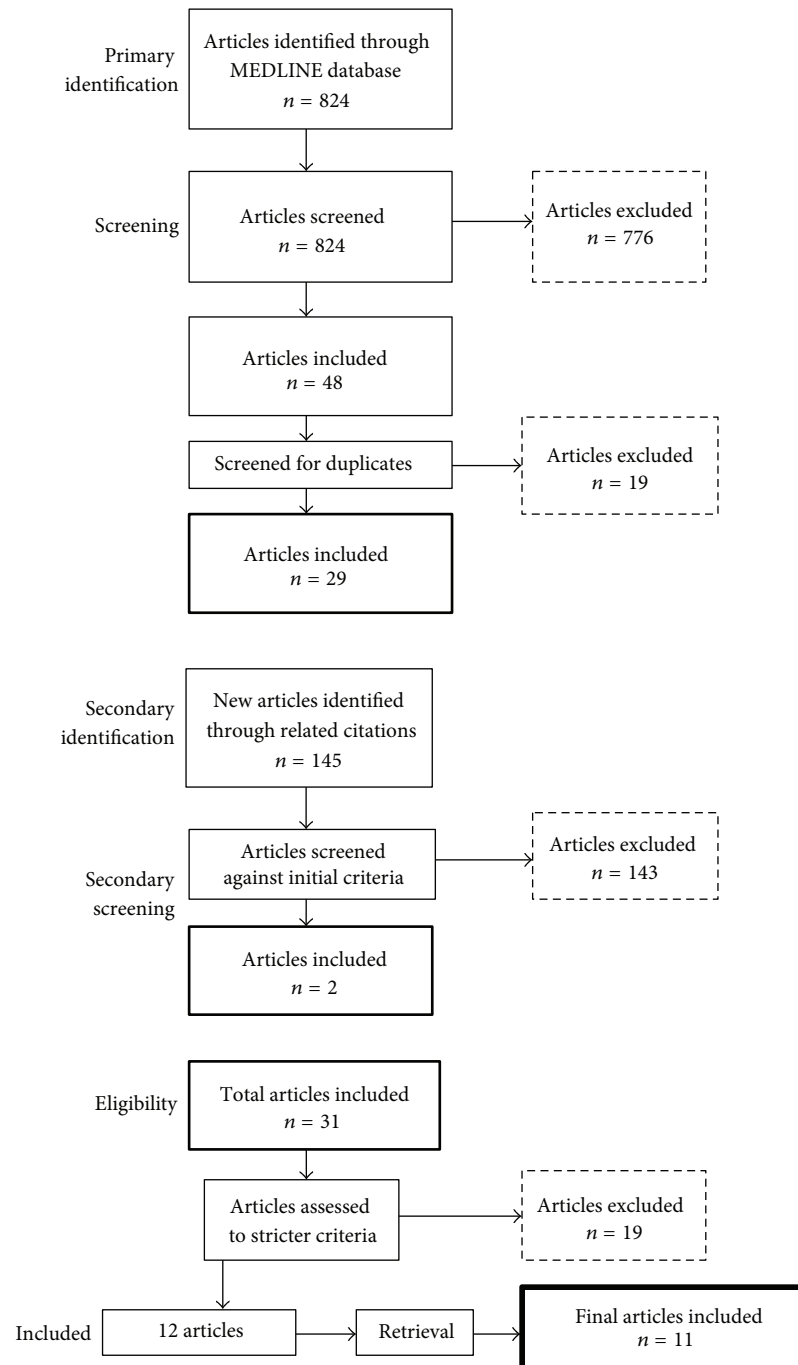 Primary
identification
Articles identified through
MEDLINE database
n = 824
Screening
Articles screened
n = 824
Articles excluded
n = 776
Articles included
n = 48
Screened for duplicates
Articles excluded
n = 19
Articles included
n = 29
Secondary
identification
New articles identified
through related citations
n = 145
Secondary
screening
Articles screened
against initial criteria
Articles excluded
n = 143
Articles included
n = 2
Eligibility
Total articles included
n = 31
Articles assessed
to stricter criteria
Articles excluded
n = 19
Included
12 articles
Retrieval
Final articles included
n = 11